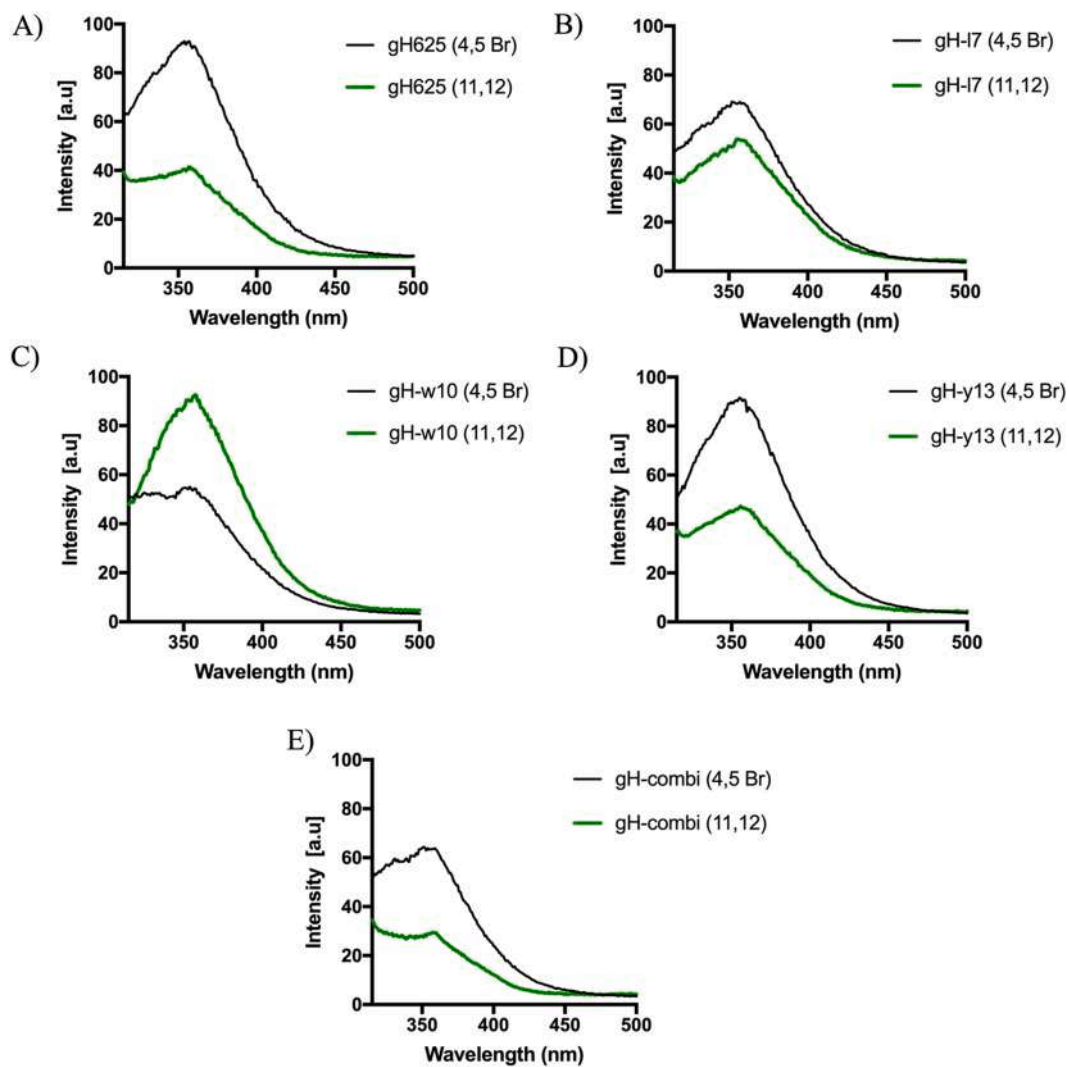 A)
gH625 (4,5 Br)
gH625 (11,12)
Intensity [a.u]
100
80
60
40
20
0
350 400 450 500
Wavelength (nm)
B)
gH-l7 (4,5 Br)
gH-l7 (11,12)
Intensity [a.u]
100
80
60
40
20
0
350 400 450 500
Wavelength (nm)
C)
gH-w10 (4,5 Br)
gH-w10 (11,12)
Intensity [a.u]
100
80
60
40
20
0
350 400 450 500
Wavelength (nm)
D)
gH-y13 (4,5 Br)
gH-y13 (11,12)
Intensity [a.u]
100
80
60
40
20
0
350 400 450 500
Wavelength (nm)
E)
gH-combi (4,5 Br)
gH-combi (11,12)
Intensity [a.u]
100
80
60
40
20
0
350 400 450 500
Wavelength (nm)